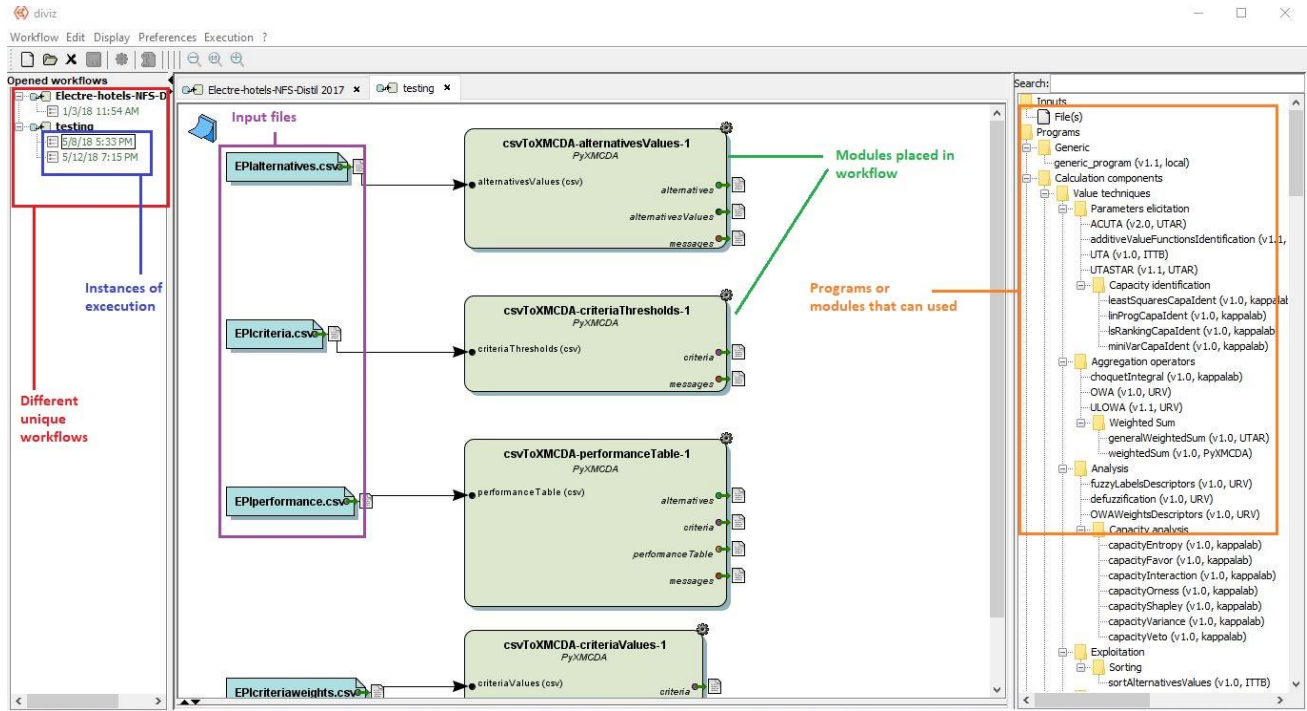 diviz
Workflow Edit Display Preferences Execution ?
Opened workflows
Electre-hotels-NFS-D
1/3/18 11:54 AM
testing
5/8/18 5:33 PM
5/12/18 7:15 PM
Instances of
excecution
Different
unique
workflows
Electre-hotels-NFS-Distil 2017
testing
Input files
EPIalternatives.csv
csvToXMCDA-alternativesValues-1
PyXMCDA
alternativesValues (csv)
alternatives
alternativesValues
messages
Modules placed in
workflow
EPIcriteria.csv
csvToXMCDA-criteriaThresholds-1
PyXMCDA
criteriaThresholds (csv)
criteria
messages
Programs or
modules that can used
EPIperformance.csv
csvToXMCDA-performanceTable-1
PyXMCDA
performanceTable (csv)
alternatives
criteria
performanceTable
messages
EPIcriteriaweights.csv
csvToXMCDA-criteriaValues-1
PyXMCDA
criteriaValues (csv)
criteria
Search:
Inputs
File(s)
Programs
Generic
generic_program (v1.1, local)
Calculation components
Value techniques
Parameters elicitation
ACUTA (v2.0, UTAR)
additiveValueFunctionsIdentification (v1.1,
UTA (v1.0, ITTB)
UTASTAR (v1.1, UTAR)
Capacity identification
leastSquaresCapaIdent (v1.0, kappalab
linProgCapaIdent (v1.0, kappalab)
lsRankingCapaIdent (v1.0, kappalab
miniVarCapaIdent (v1.0, kappalab)
Aggregation operators
choquetIntegral (v1.0, kappalab)
OWA (v1.0, URV)
ULOWA (v1.1, URV)
Weighted Sum
generalWeightedSum (v1.0, UTAR)
weightedSum (v1.0, PyXMCDA)
Analysis
fuzzyLabelsDescriptors (v1.0, URV)
defuzzification (v1.0, URV)
OWAWeightsDescriptors (v1.0, URV)
Capacity analysis
capacityEntropy (v1.0, kappalab)
capacityFavor (v1.0, kappalab)
capacityInteraction (v1.0, kappalab)
capacityOrness (v1.0, kappalab)
capacityShapley (v1.0, kappalab)
capacityVariance (v1.0, kappalab)
capacityVeto (v1.0, kappalab)
Exploitation
Sorting
sortAlternativesValues (v1.0, ITTB)